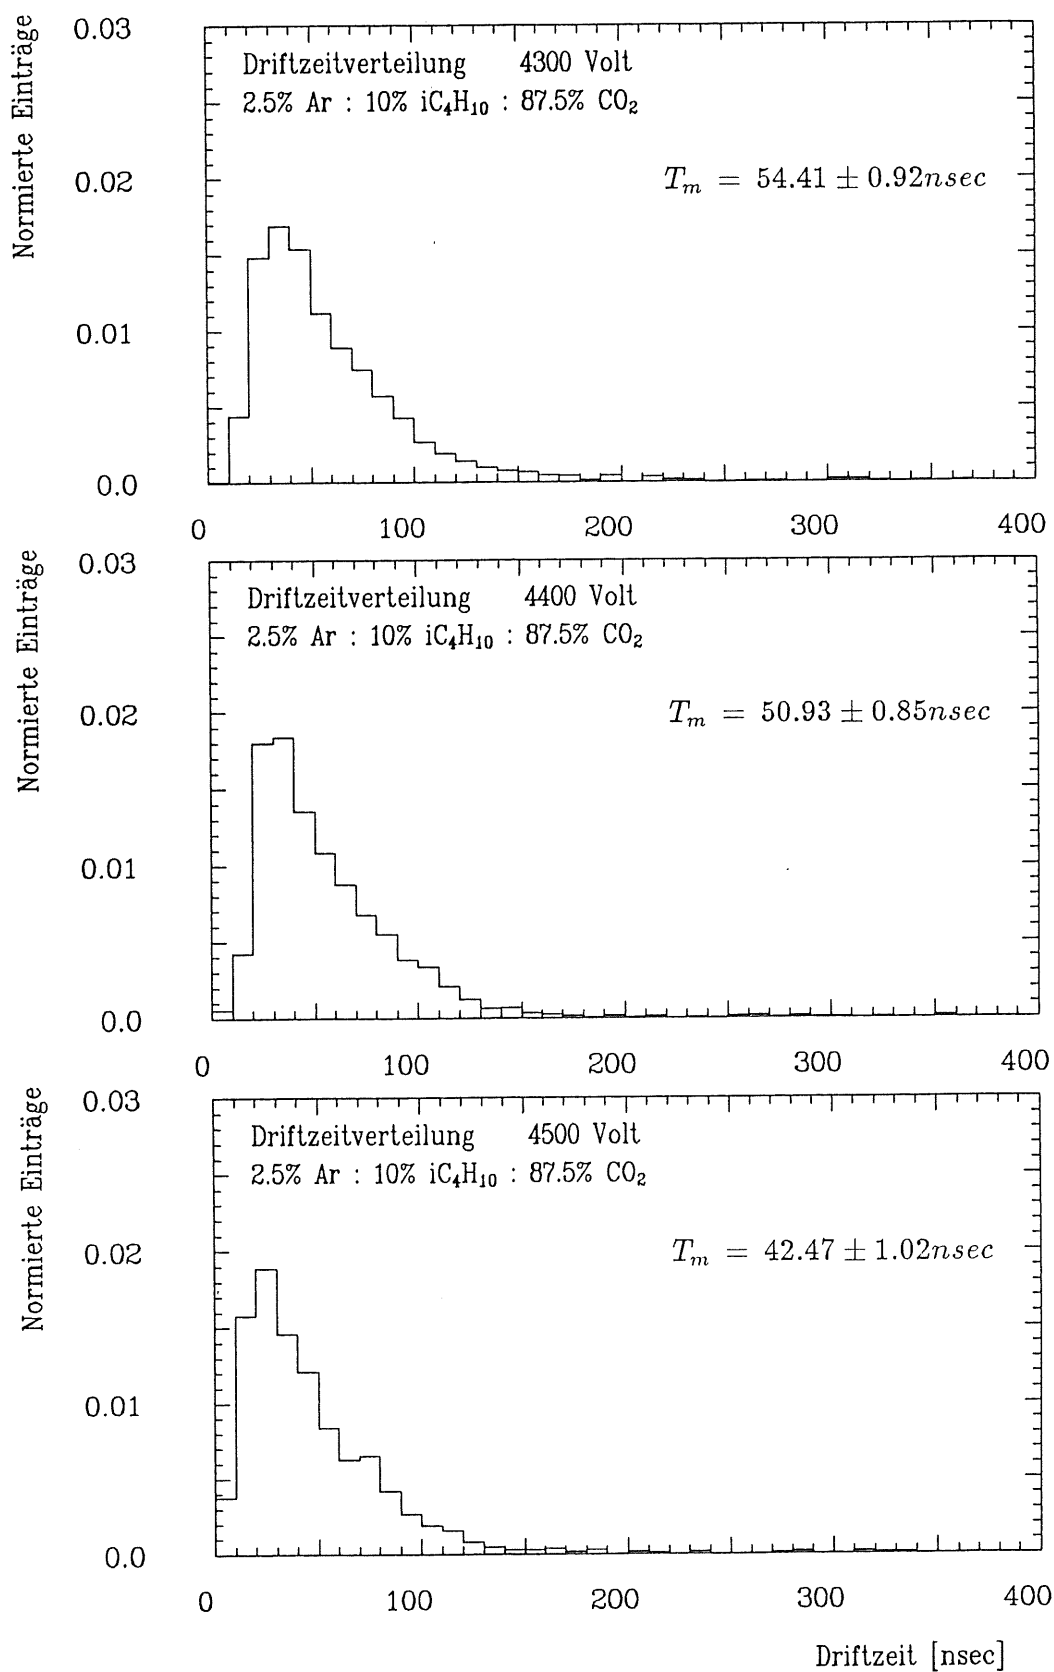 Normierte Einträge
0.03
0.02
0.01
0.0
Driftzeitverteilung 4300 Volt
2.5% Ar : 10% iC₄H₁₀ : 87.5% CO₂
Tₘ = 54.41 ± 0.92nsec
0 100 200 300 400
Normierte Einträge
0.03
0.02
0.01
0.0
Driftzeitverteilung 4400 Volt
2.5% Ar : 10% iC₄H₁₀ : 87.5% CO₂
Tₘ = 50.93 ± 0.85nsec
0 100 200 300 400
Normierte Einträge
0.03
0.02
0.01
0.0
Driftzeitverteilung 4500 Volt
2.5% Ar : 10% iC₄H₁₀ : 87.5% CO₂
Tₘ = 42.47 ± 1.02nsec
0 100 200 300 400
Driftzeit [nsec]